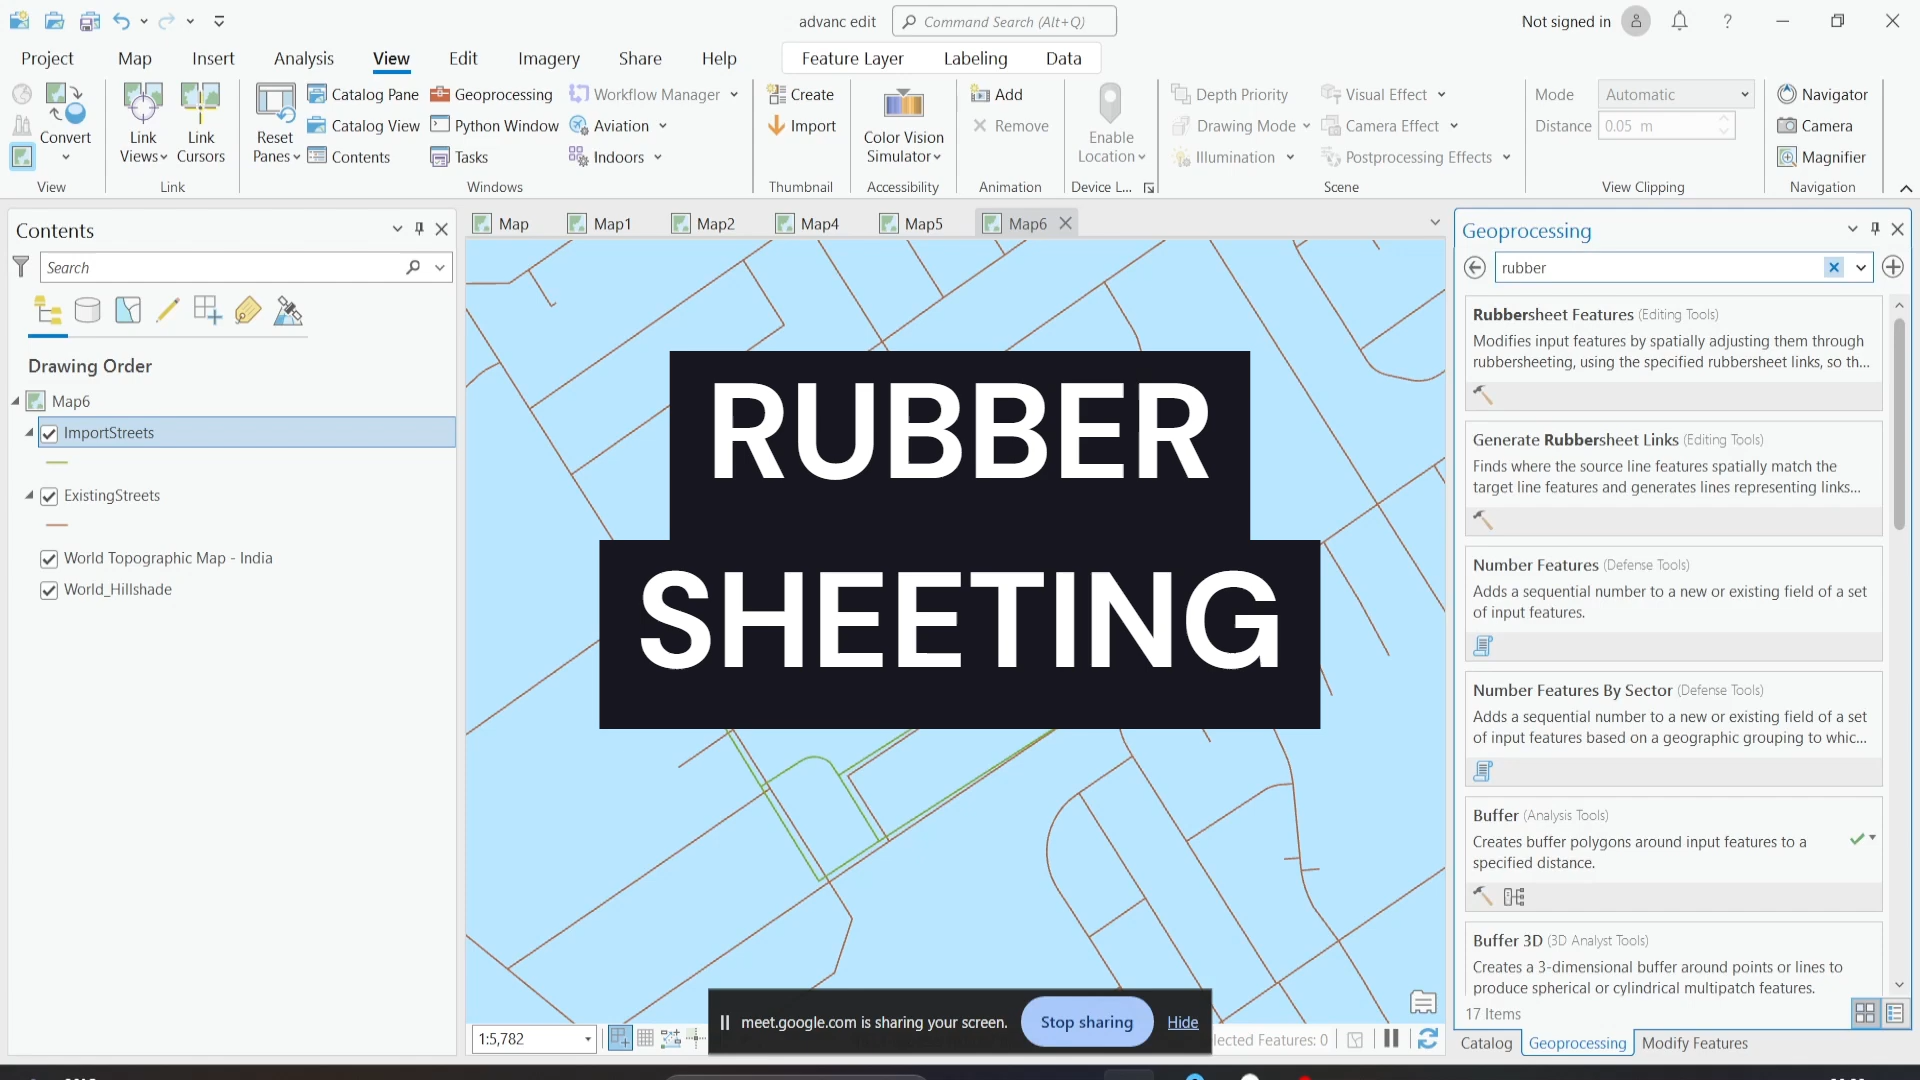 advanc edit
Command Search (Alt+Q)
Not signed in
Project
Map
Insert
Analysis
View
Edit
Imagery
Share
Help
Feature Layer
Labeling
Data
Convert
View
Link Views
Link Cursors
Link
Reset Panes
Catalog Pane
Catalog View
Contents
Geoprocessing
Python Window
Tasks
Workflow Manager
Aviation
Indoors
Windows
Create
Import
Thumbnail
Color Vision Simulator
Accessibility
Add
Remove
Animation
Enable Location
Device L...
Depth Priority
Drawing Mode
Illumination
Visual Effect
Camera Effect
Postprocessing Effects
Scene
Mode
Automatic
Distance
0.05 m
View Clipping
Navigator
Camera
Magnifier
Navigation
Contents
Search
Drawing Order
Map6
ImportStreets
ExistingStreets
World Topographic Map - India
World_Hillshade
Map
Map1
Map2
Map4
Map5
Map6
RUBBER
SHEETING
1:5,782
meet.google.com is sharing your screen.
Stop sharing
Hide
lected Features: 0
Geoprocessing
rubber
Rubbersheet Features (Editing Tools)
Modifies input features by spatially adjusting them through
rubbersheeting, using the specified rubbersheet links, so th...
Generate Rubbersheet Links (Editing Tools)
Finds where the source line features spatially match the
target line features and generates lines representing links...
Number Features (Defense Tools)
Adds a sequential number to a new or existing field of a set
of input features.
Number Features By Sector (Defense Tools)
Adds a sequential number to a new or existing field of a set
of input features based on a geographic grouping to whic...
Buffer (Analysis Tools)
Creates buffer polygons around input features to a
specified distance.
Buffer 3D (3D Analyst Tools)
Creates a 3-dimensional buffer around points or lines to
produce spherical or cylindrical multipatch features.
17 Items
Catalog
Geoprocessing
Modify Features